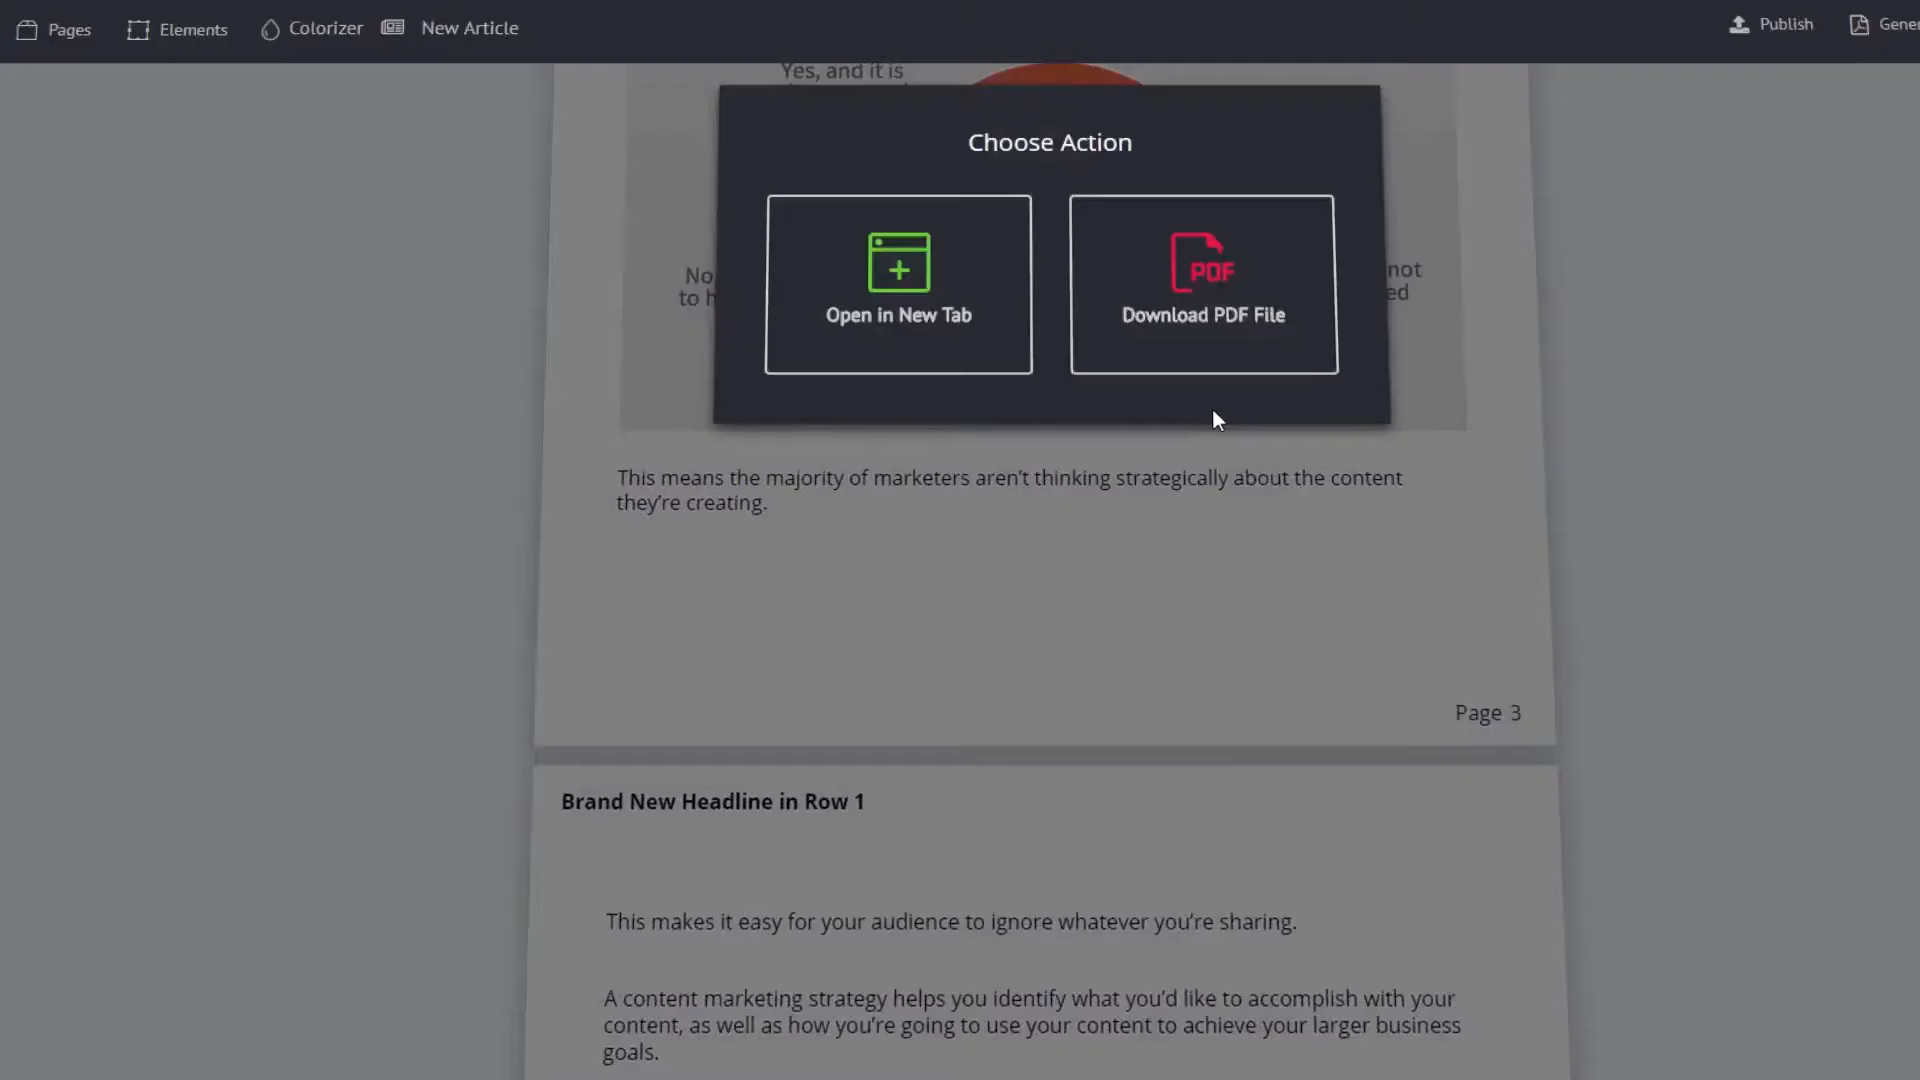 Pages
Elements
Colorizer
New Article
Publish
Yes, and it is
Choose Action
Open in New Tab
Download PDF File
No
not
to
ed
This means the majority of marketers aren't thinking strategically about the content
they're creating.
Page 3
Brand New Headline in Row 1
This makes it easy for your audience to ignore whatever you're sharing.
A content marketing strategy helps you identify what you'd like to accomplish with your
content, as well as how you're going to use your content to achieve your larger business
goals.